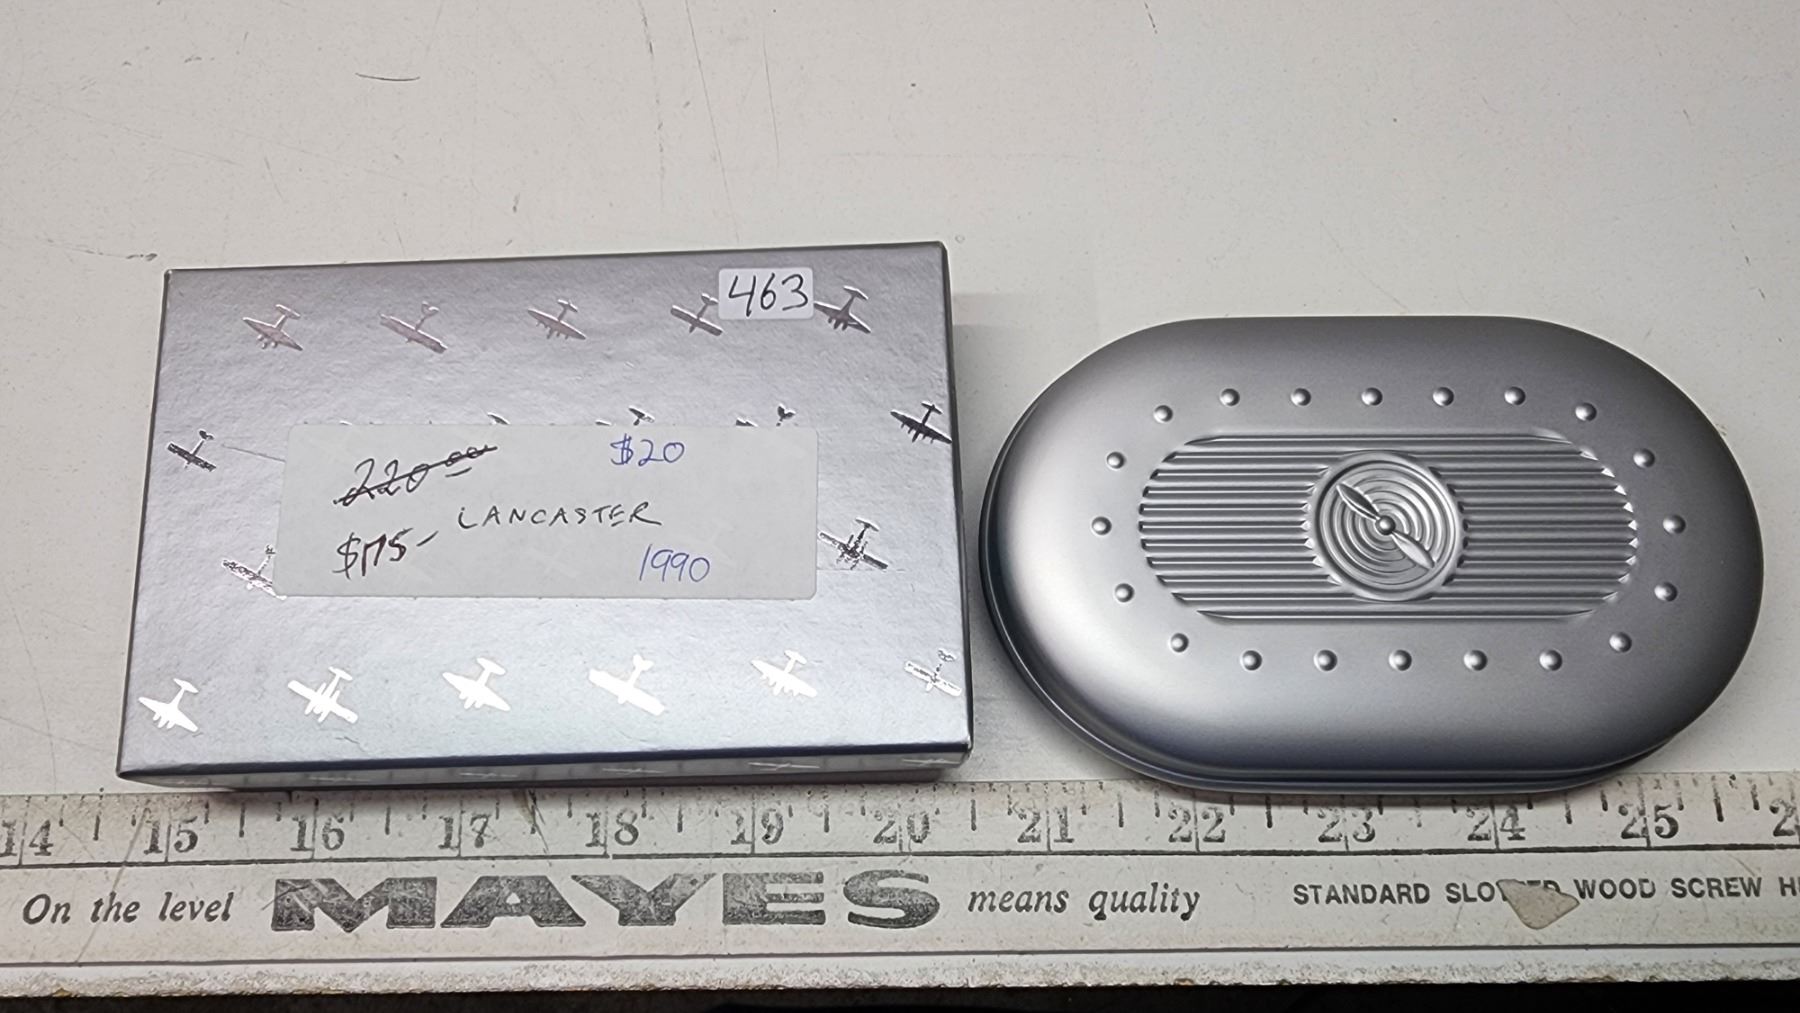 463
220.00 $20
LANCASTER
$175- 1990
14 15 16 17 18 19 20 21 22 23 24 25
On the level MAYES means quality STANDARD SLOTTED WOOD SCREW